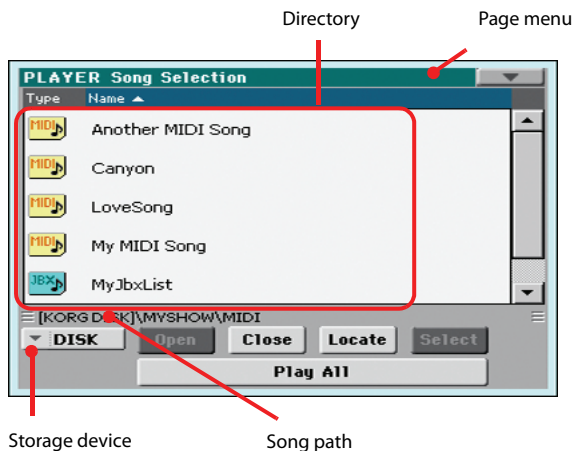 Directory
Page menu
PLAYER Song Selection
Type Name
MIDI Another MIDI Song
MIDI Canyon
MIDI LoveSong
MIDI My MIDI Song
JBX MyJbxList
[KORG DISK]\MYSHOW\MIDI
DISK Open Close Locate Select
Play All
Storage device
Song path